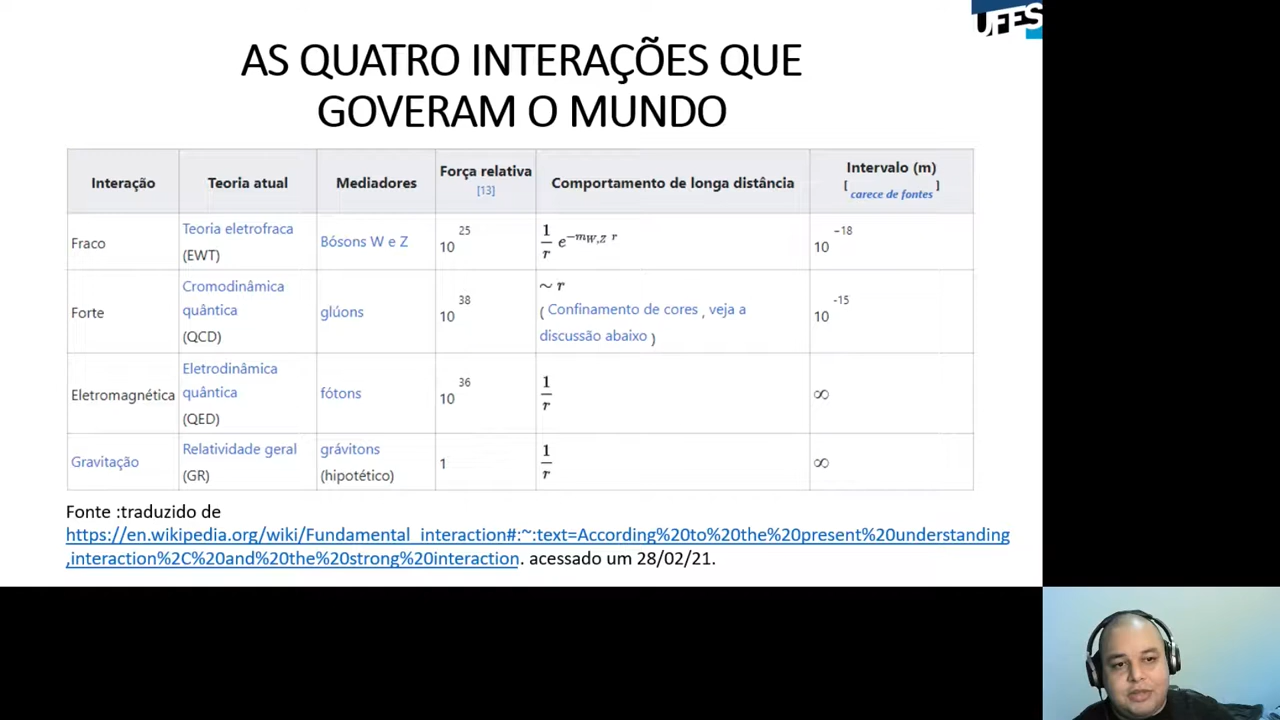 UFES
AS QUATRO INTERAÇÕES QUE
GOVERAM O MUNDO
Interação Teoria atual Mediadores Força relativa [13] Comportamento de longa distância Intervalo (m) [ carece de fontes ]
Fraco Teoria eletrofraca (EWT) Bósons W e Z 10^25 1/r e^{-m_{W,Z} r} 10^{-18}
Forte Cromodinâmica quântica (QCD) glúons 10^38 ~ r ( Confinamento de cores , veja a discussão abaixo ) 10^{-15}
Eletromagnética Eletrodinâmica quântica (QED) fótons 10^36 1/r ∞
Gravitação Relatividade geral (GR) grávitons (hipotético) 1 1/r ∞
Fonte :traduzido de
https://en.wikipedia.org/wiki/Fundamental_interaction#:~:text=According%20to%20the%20present%20understanding
,interaction%2C%20and%20the%20strong%20interaction. acessado um 28/02/21.